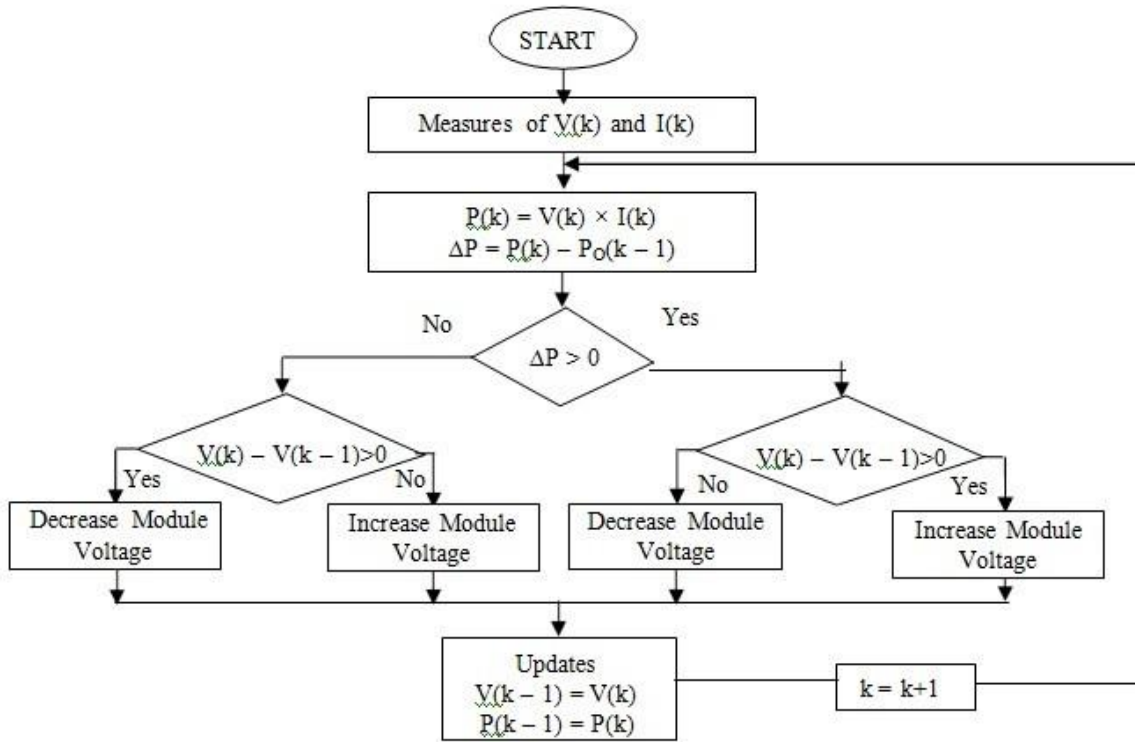 START
Measures of V(k) and I(k)
P(k) = V(k) × I(k)
ΔP = P(k) – PO(k – 1)
No
Yes
ΔP > 0
V(k) – V(k – 1)>0
V(k) – V(k – 1)>0
Yes
No
No
Yes
Decrease Module
Voltage
Increase Module
Voltage
Decrease Module
Voltage
Increase Module
Voltage
Updates
V(k – 1) = V(k)
P(k – 1) = P(k)
k = k+1